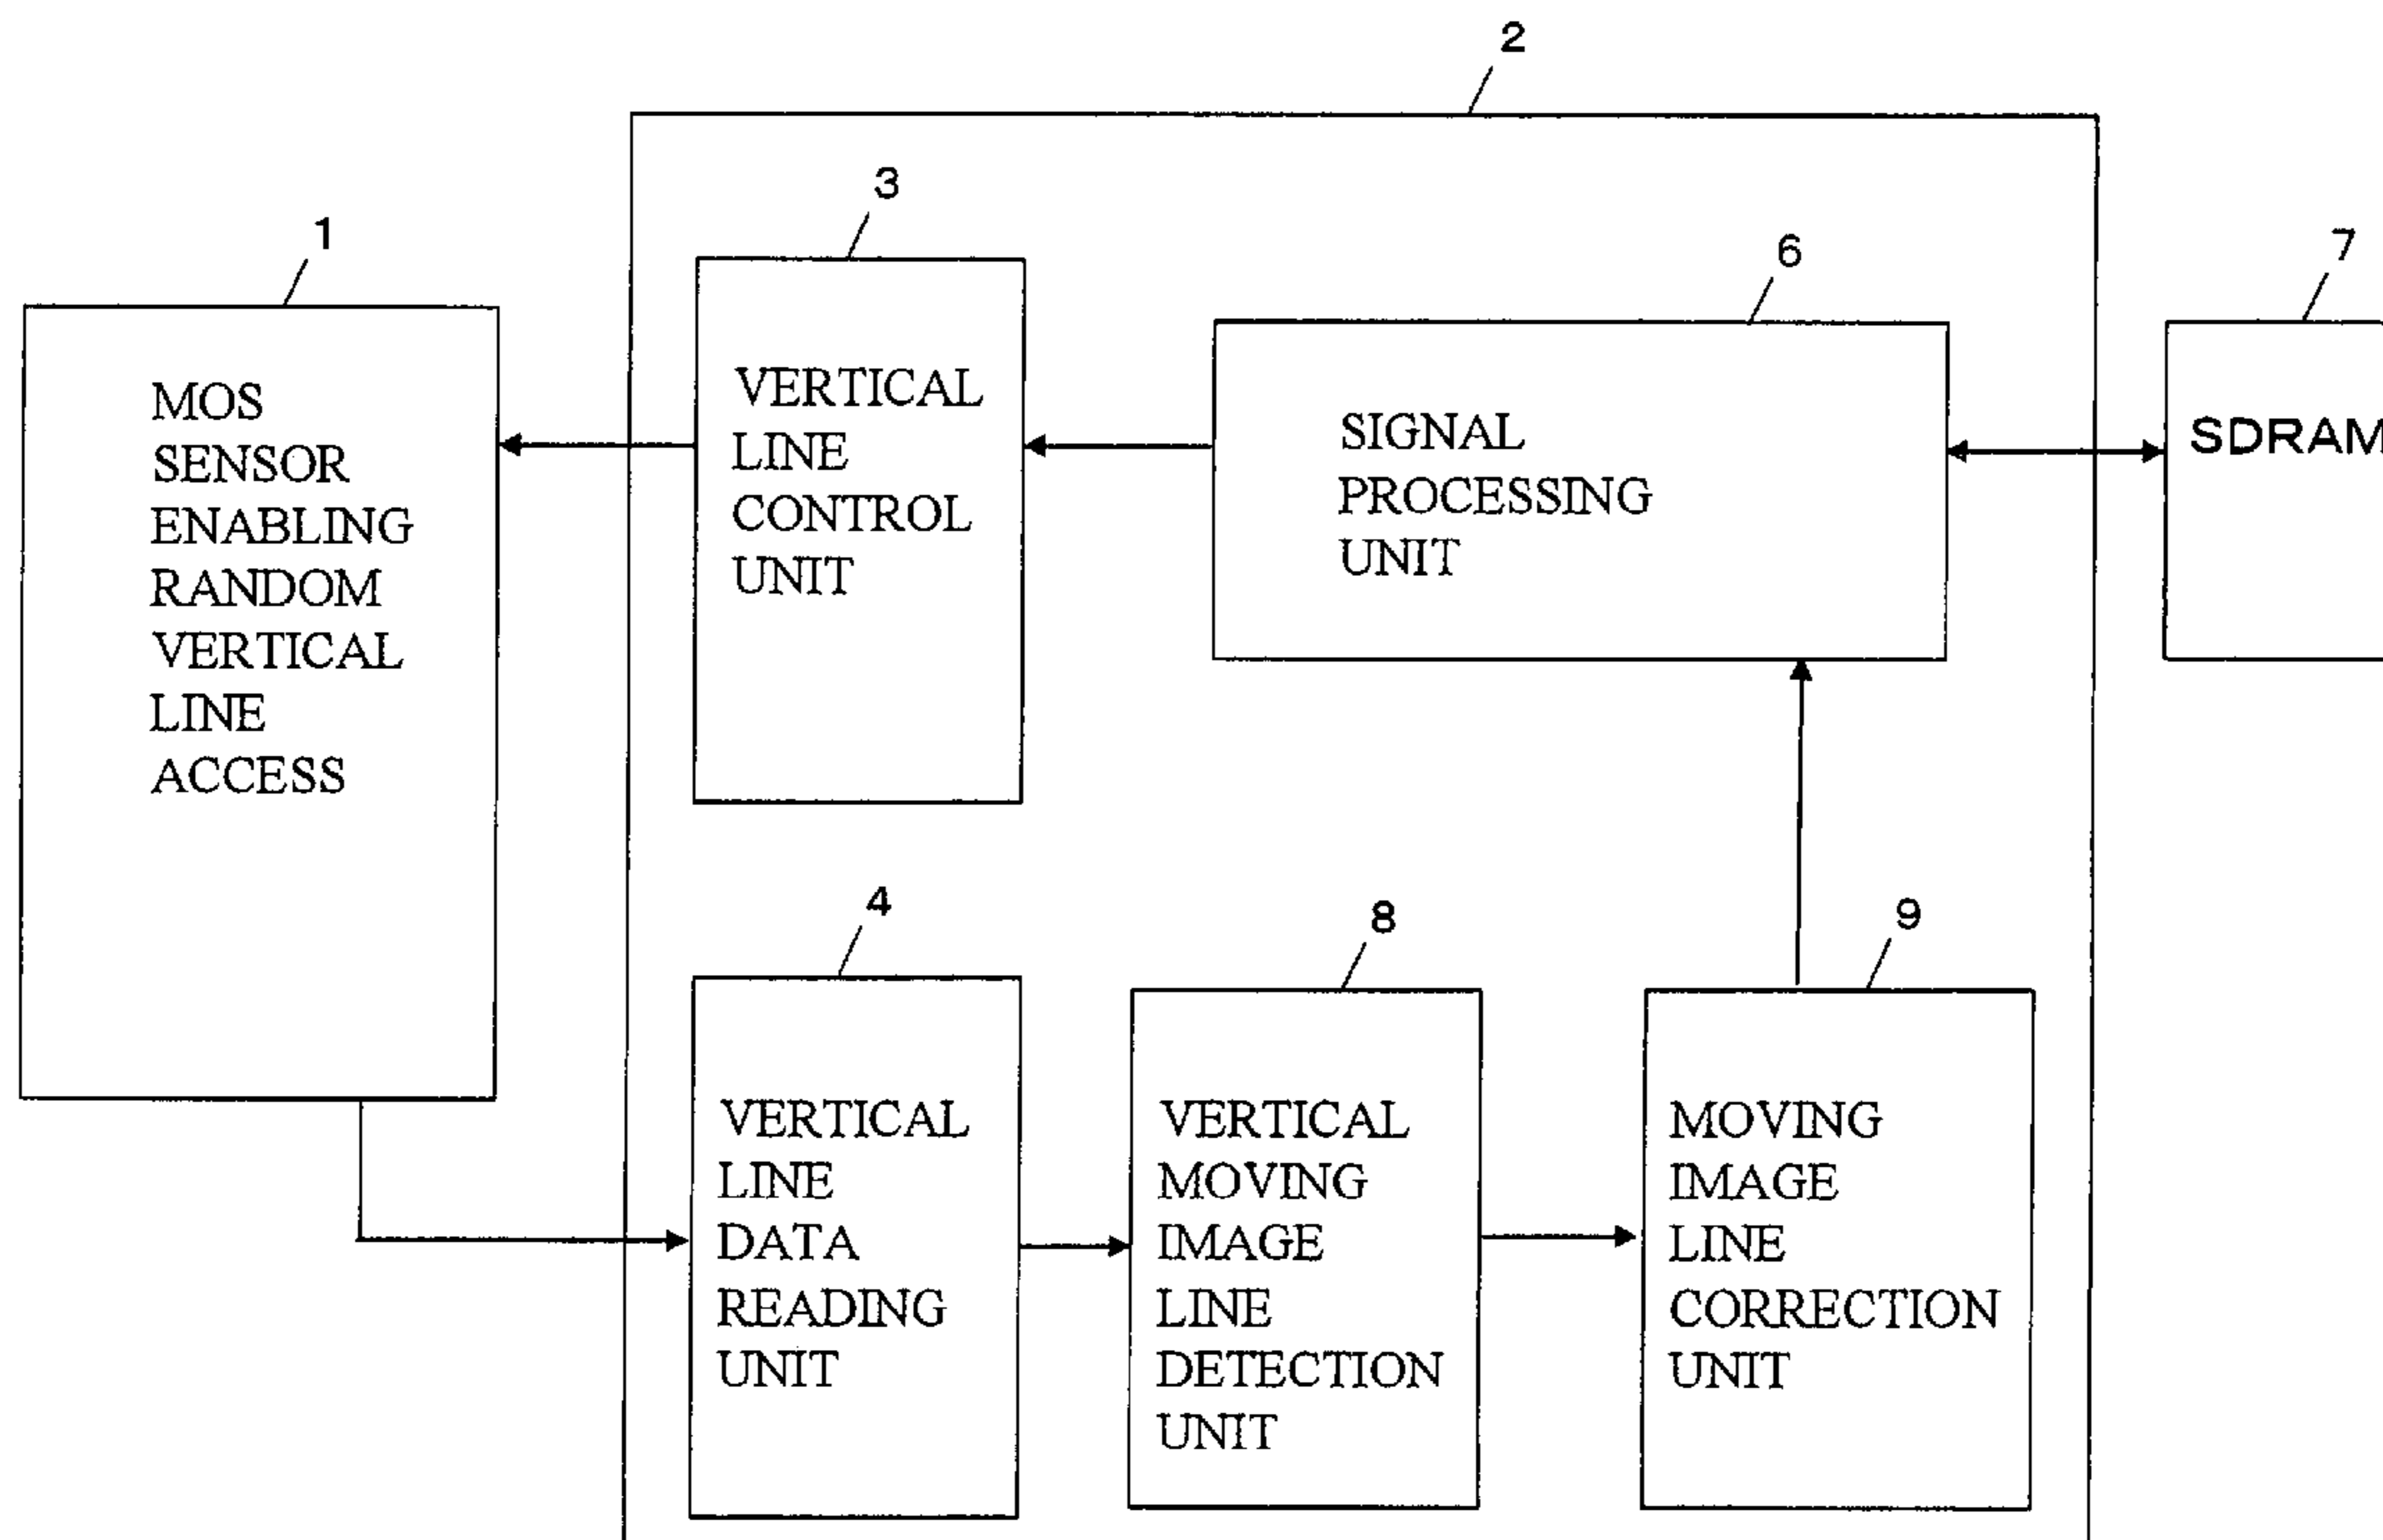 2
1
3
6
7
MOS
SENSOR
ENABLING
RANDOM
VERTICAL
LINE
ACCESS
VERTICAL
LINE
CONTROL
UNIT
SIGNAL
PROCESSING
UNIT
SDRAM
4
8
9
VERTICAL
LINE
DATA
READING
UNIT
VERTICAL
MOVING
IMAGE
LINE
DETECTION
UNIT
MOVING
IMAGE
LINE
CORRECTION
UNIT